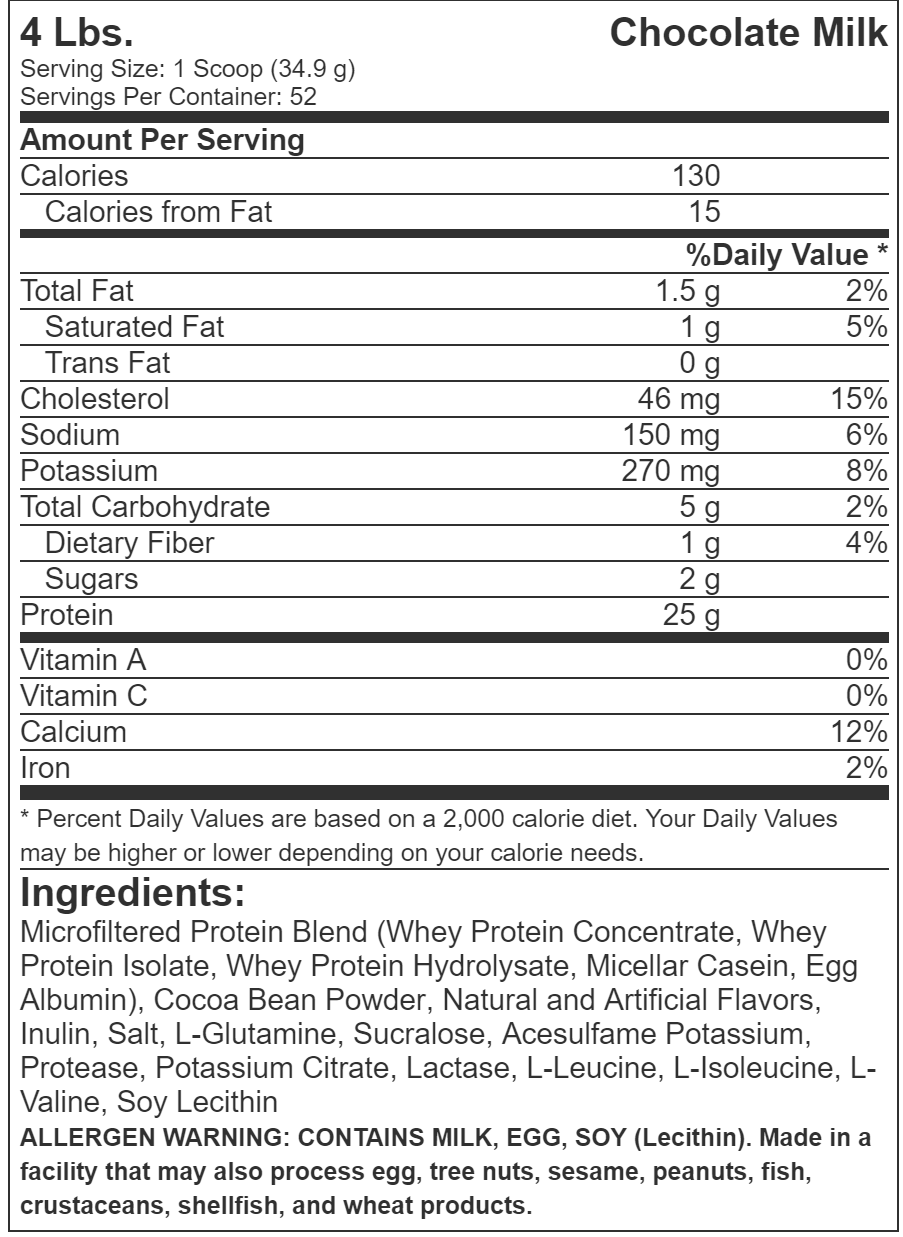 4 Lbs. Chocolate Milk
Serving Size: 1 Scoop (34.9 g)
Servings Per Container: 52
Amount Per Serving
Calories 130
Calories from Fat 15
%Daily Value *
Total Fat 1.5 g 2%
Saturated Fat 1 g 5%
Trans Fat 0 g
Cholesterol 46 mg 15%
Sodium 150 mg 6%
Potassium 270 mg 8%
Total Carbohydrate 5 g 2%
Dietary Fiber 1 g 4%
Sugars 2 g
Protein 25 g
Vitamin A 0%
Vitamin C 0%
Calcium 12%
Iron 2%
* Percent Daily Values are based on a 2,000 calorie diet. Your Daily Values
may be higher or lower depending on your calorie needs.
Ingredients:
Microfiltered Protein Blend (Whey Protein Concentrate, Whey
Protein Isolate, Whey Protein Hydrolysate, Micellar Casein, Egg
Albumin), Cocoa Bean Powder, Natural and Artificial Flavors,
Inulin, Salt, L-Glutamine, Sucralose, Acesulfame Potassium,
Protease, Potassium Citrate, Lactase, L-Leucine, L-Isoleucine, L-
Valine, Soy Lecithin
ALLERGEN WARNING: CONTAINS MILK, EGG, SOY (Lecithin). Made in a
facility that may also process egg, tree nuts, sesame, peanuts, fish,
crustaceans, shellfish, and wheat products.